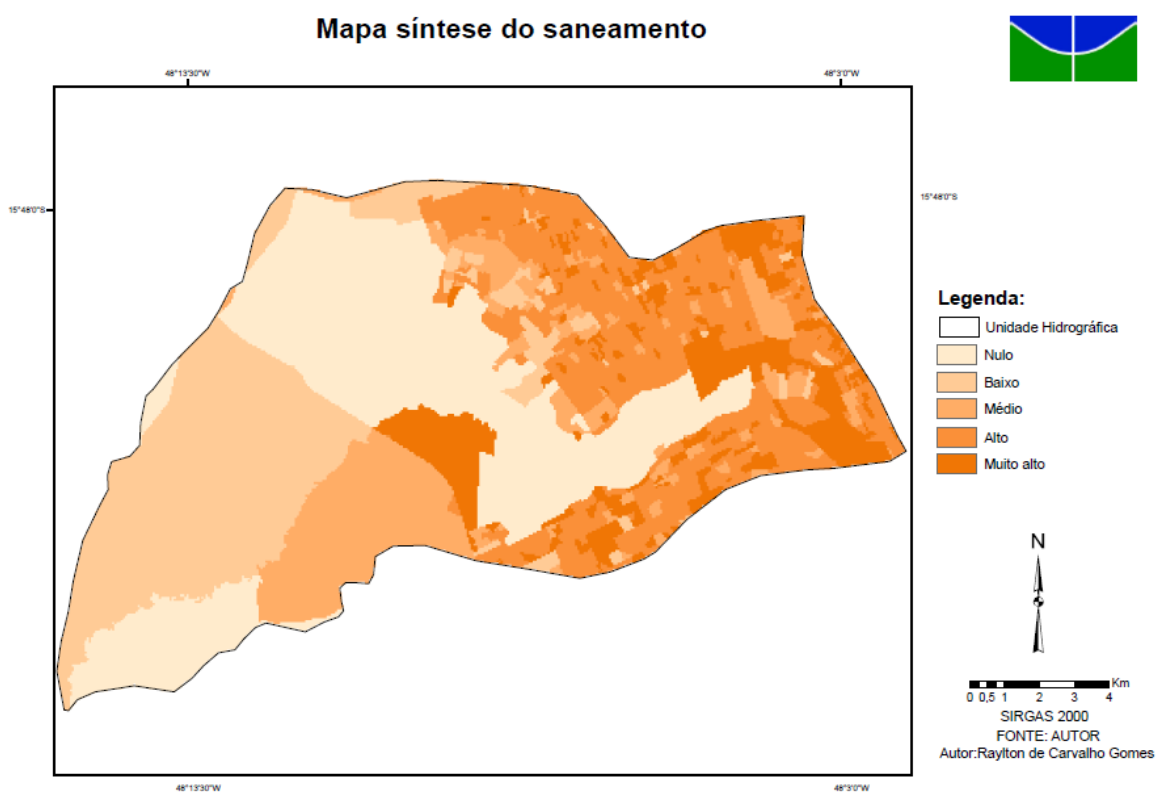 Mapa síntese do saneamento
48°13'30"W
48°3'0"W
15°48'0"S
15°48'0"S
Legenda:
Unidade Hidrográfica
Nulo
Baixo
Médio
Alto
Muito alto
N
Km
0 0,5 1 2 3 4
SIRGAS 2000
FONTE: AUTOR
Autor:Raylton de Carvalho Gomes
48°13'30"W
48°3'0"W